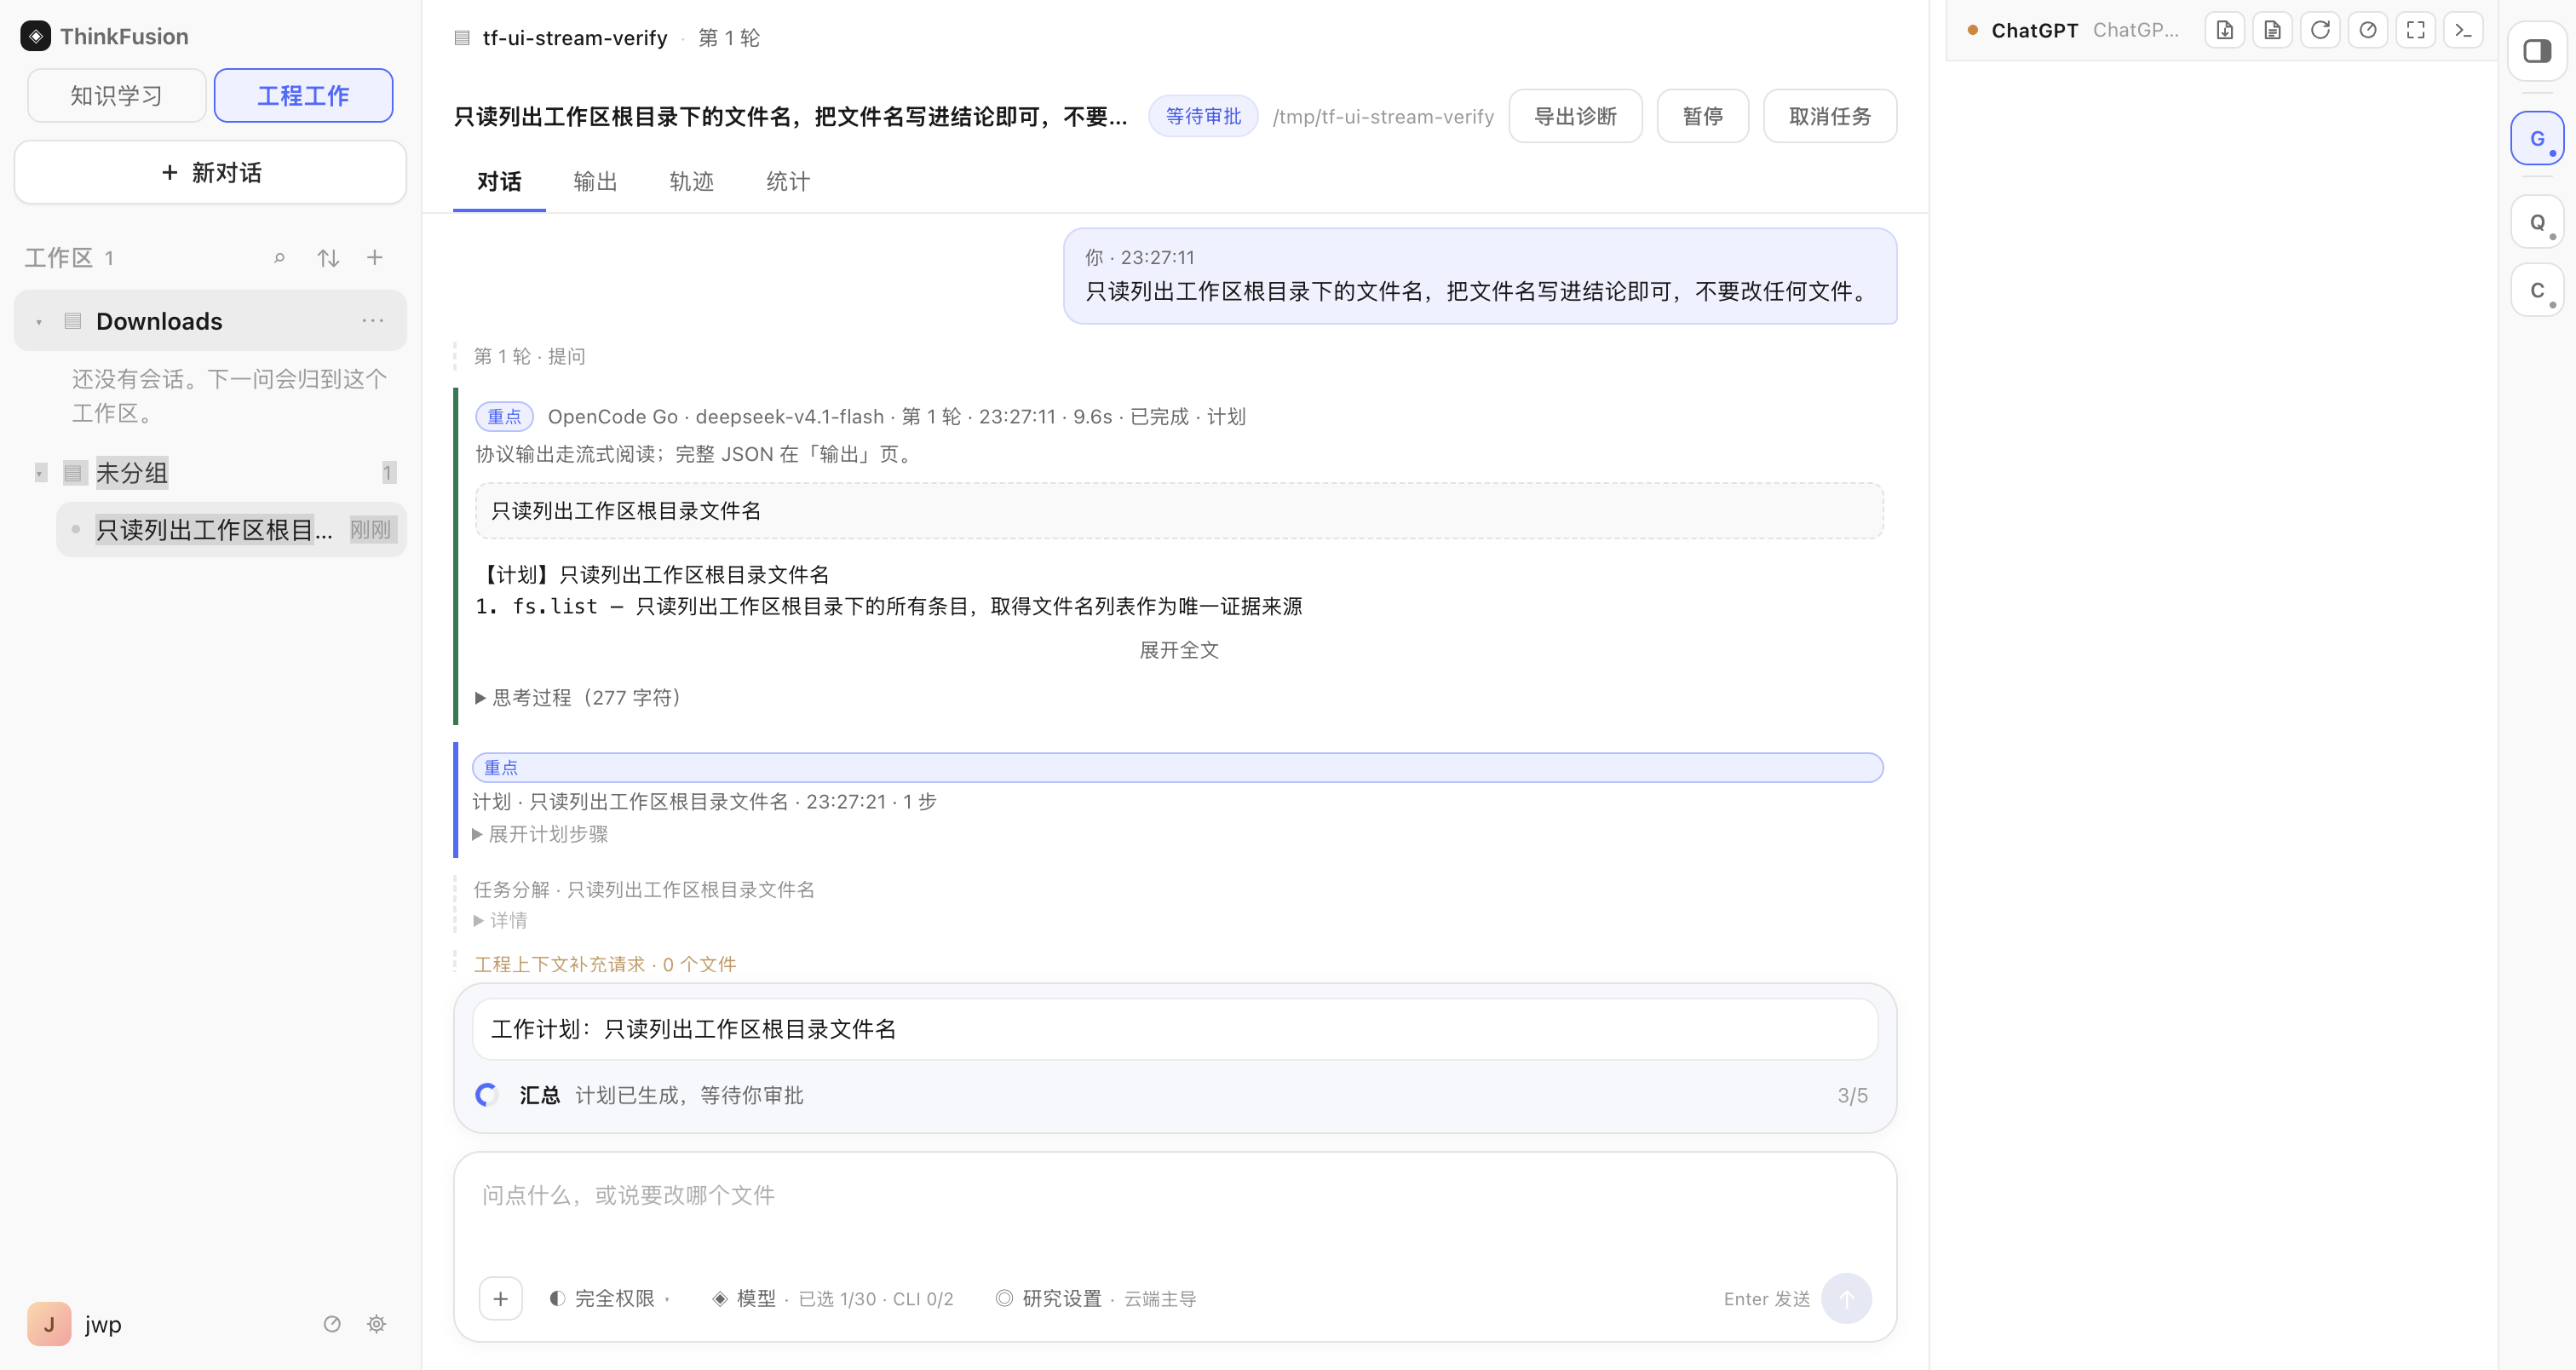 ThinkFusion
知识学习
工程工作
+ 新对话
工作区 1
Downloads
还没有会话。下一问会归到这个
工作区。
未分组 1
只读列出工作区根目... 刚刚
J jwp
tf-ui-stream-verify · 第 1 轮
只读列出工作区根目录下的文件名，把文件名写进结论即可，不要...
等待审批
/tmp/tf-ui-stream-verify
导出诊断
暂停
取消任务
对话 输出 轨迹 统计
你 · 23:27:11
只读列出工作区根目录下的文件名，把文件名写进结论即可，不要改任何文件。
第 1 轮 · 提问
重点 OpenCode Go · deepseek-v4.1-flash · 第 1 轮 · 23:27:11 · 9.6s · 已完成 · 计划
协议输出走流式阅读；完整 JSON 在「输出」页。
只读列出工作区根目录文件名
【计划】只读列出工作区根目录文件名
1. fs.list — 只读列出工作区根目录下的所有条目，取得文件名列表作为唯一证据来源
展开全文
思考过程（277 字符）
重点
计划 · 只读列出工作区根目录文件名 · 23:27:21 · 1 步
展开计划步骤
任务分解 · 只读列出工作区根目录文件名
详情
工程上下文补充请求 · 0 个文件
工作计划：只读列出工作区根目录文件名
汇总 计划已生成，等待你审批 3/5
问点什么，或说要改哪个文件
完全权限
模型 · 已选 1/30 · CLI 0/2
研究设置 · 云端主导
Enter 发送
ChatGPT ChatGP...
G
Q
C